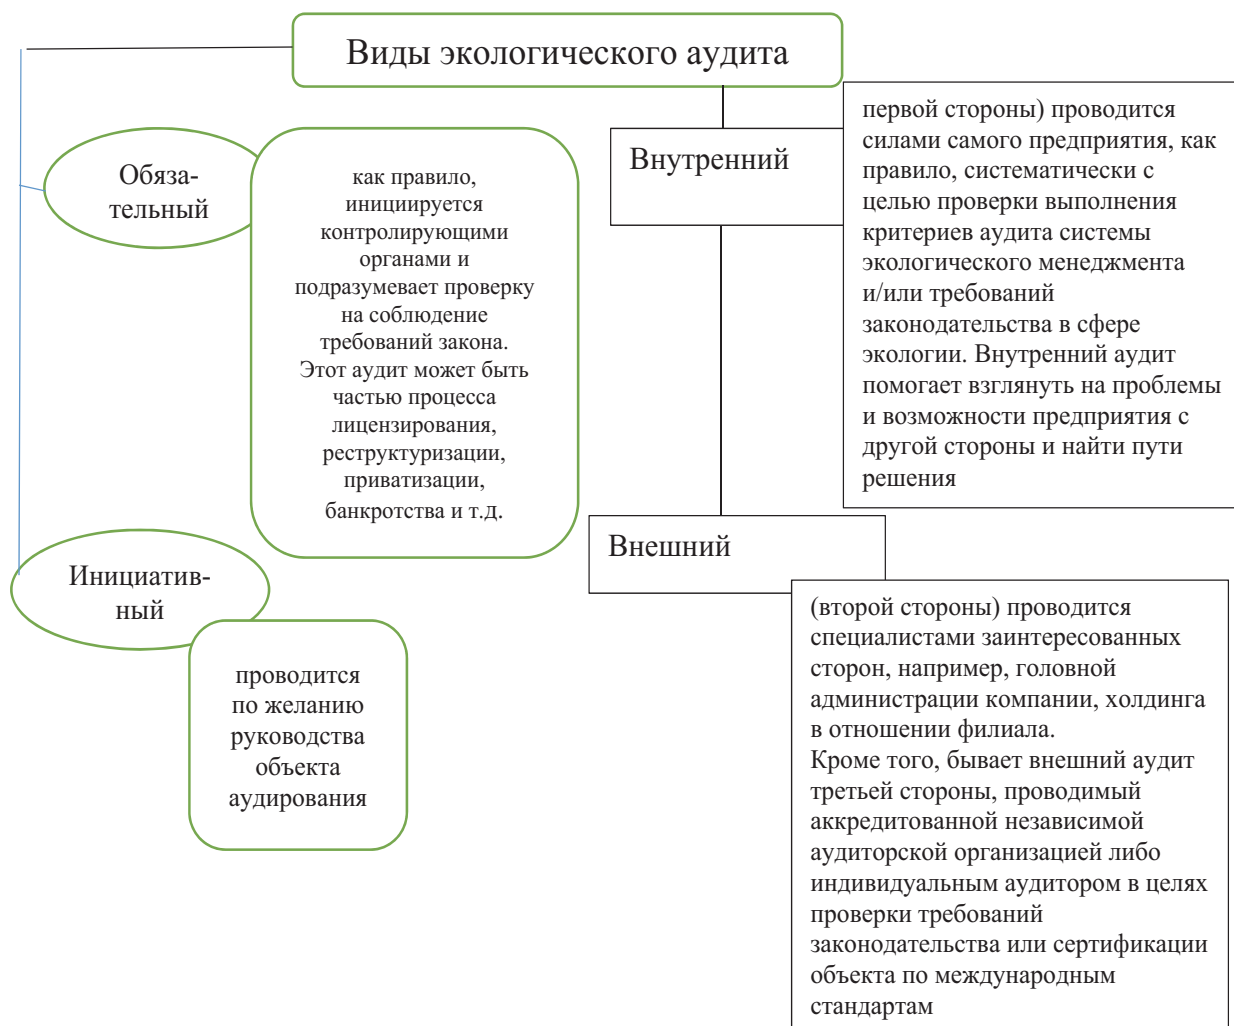 Виды экологического аудита
Обяза-
тельный
как правило,
инициируется
контролирующими
органами и
подразумевает проверку
на соблюдение
требований закона.
Этот аудит может быть
частью процесса
лицензирования,
реструктуризации,
приватизации,
банкротства и т.д.
Инициатив-
ный
проводится
по желанию
руководства
объекта
аудирования
Внутренний
первой стороны) проводится
силами самого предприятия, как
правило, систематически с
целью проверки выполнения
критериев аудита системы
экологического менеджмента
и/или требований
законодательства в сфере
экологии. Внутренний аудит
помогает взглянуть на проблемы
и возможности предприятия с
другой стороны и найти пути
решения
Внешний
(второй стороны) проводится
специалистами заинтересованных
сторон, например, головной
администрации компании, холдинга
в отношении филиала.
Кроме того, бывает внешний аудит
третьей стороны, проводимый
аккредитованной независимой
аудиторской организацией либо
индивидуальным аудитором в целях
проверки требований
законодательства или сертификации
объекта по международным
стандартам